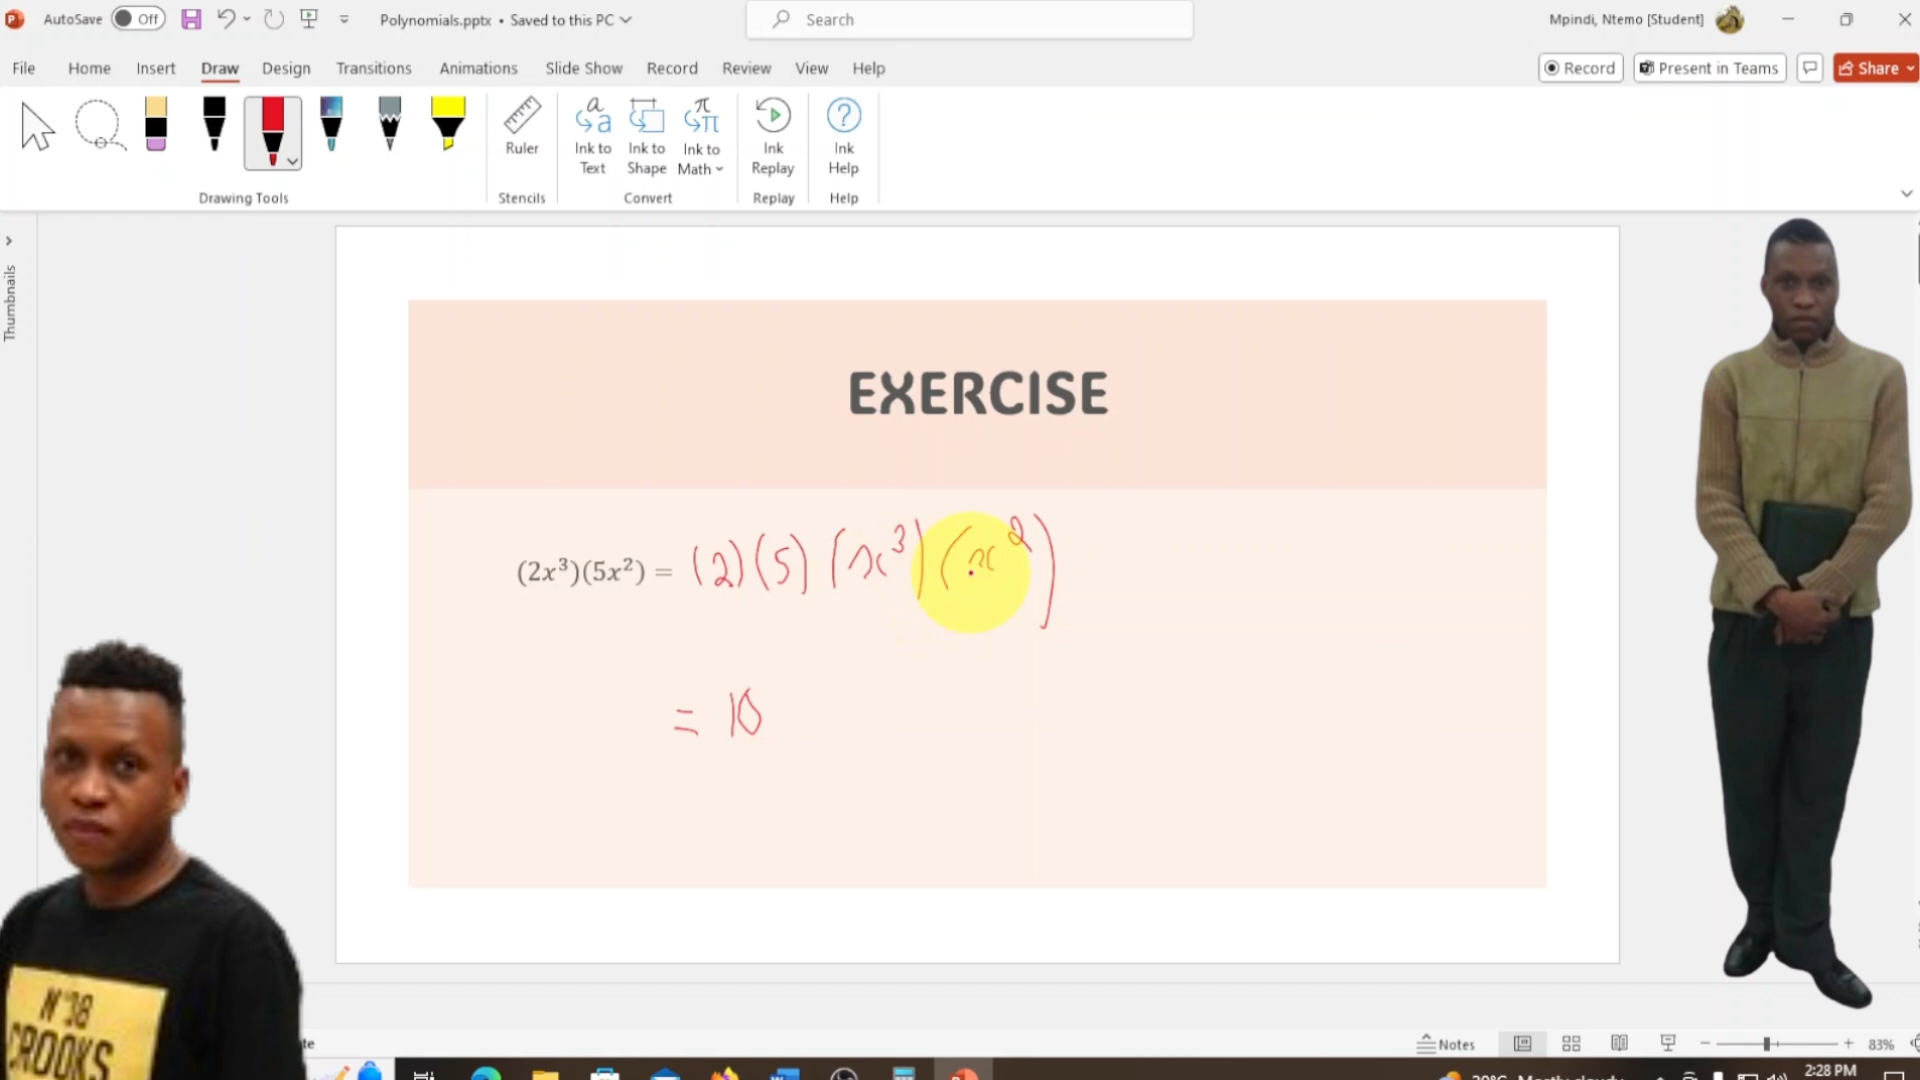 AutoSave Off Polynomials.pptx • Saved to this PC Search Mpindi, Ntemo [Student]
File Home Insert Draw Design Transitions Animations Slide Show Record Review View Help Record Present in Teams Share
Ruler
Ink to Text
Ink to Shape
Ink to Math
Ink Replay
Ink Help
Drawing Tools Stencils Convert Replay Help
Thumbnails
EXERCISE
(2x³)(5x²) = (2)(5)(x³)(x²)
= 10
N°38
CROOKS
Notes 83%
2:28 PM